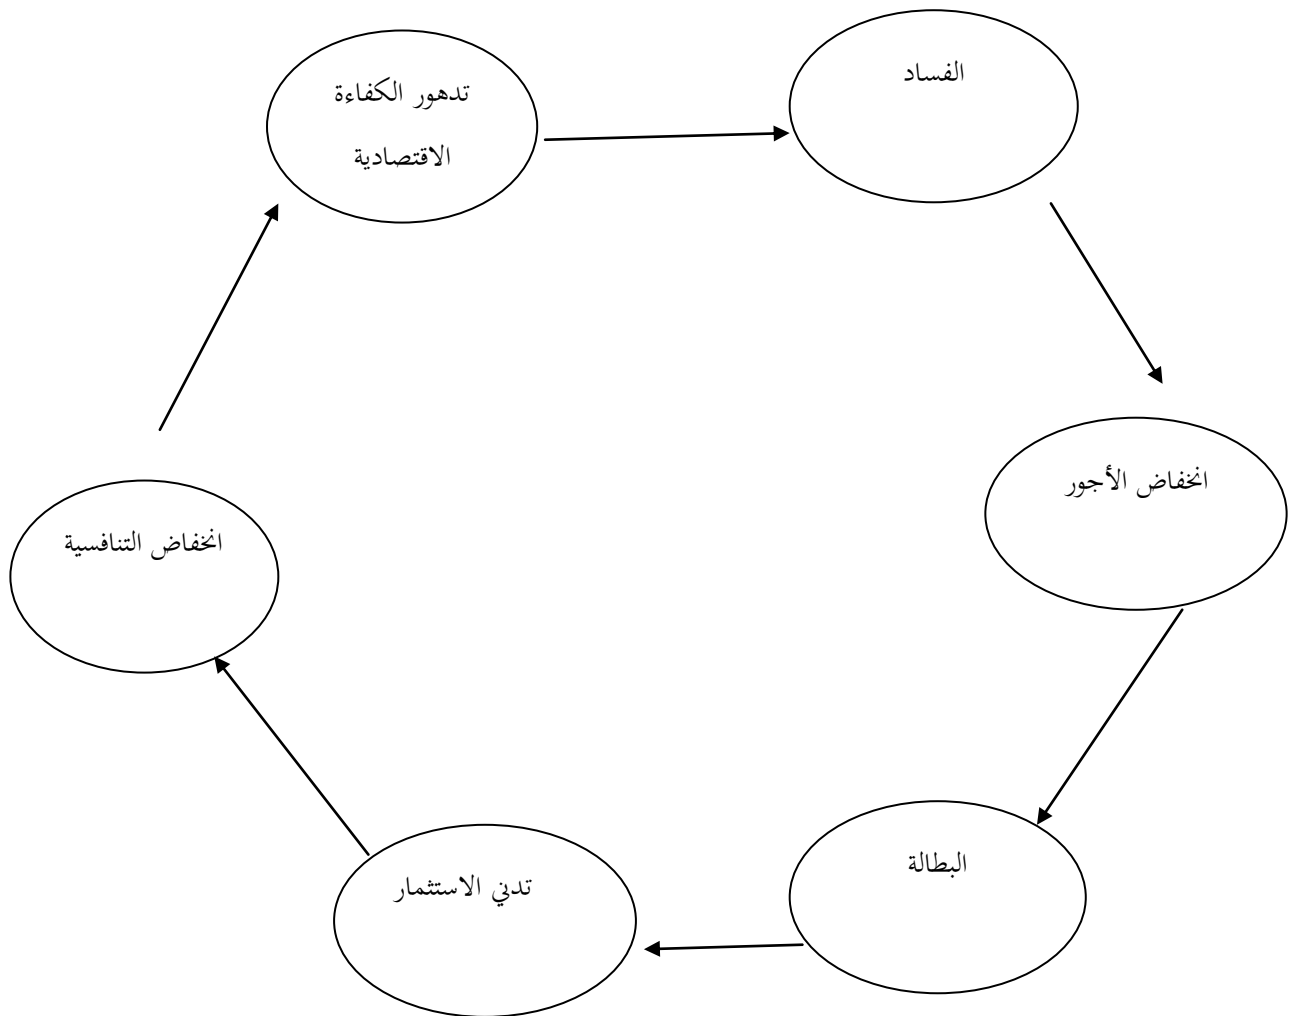 الفساد
تدهور الكفاءة
الاقتصادية
انخفاض الأجور
انخفاض التنافسية
البطالة
تدني الاستثمار